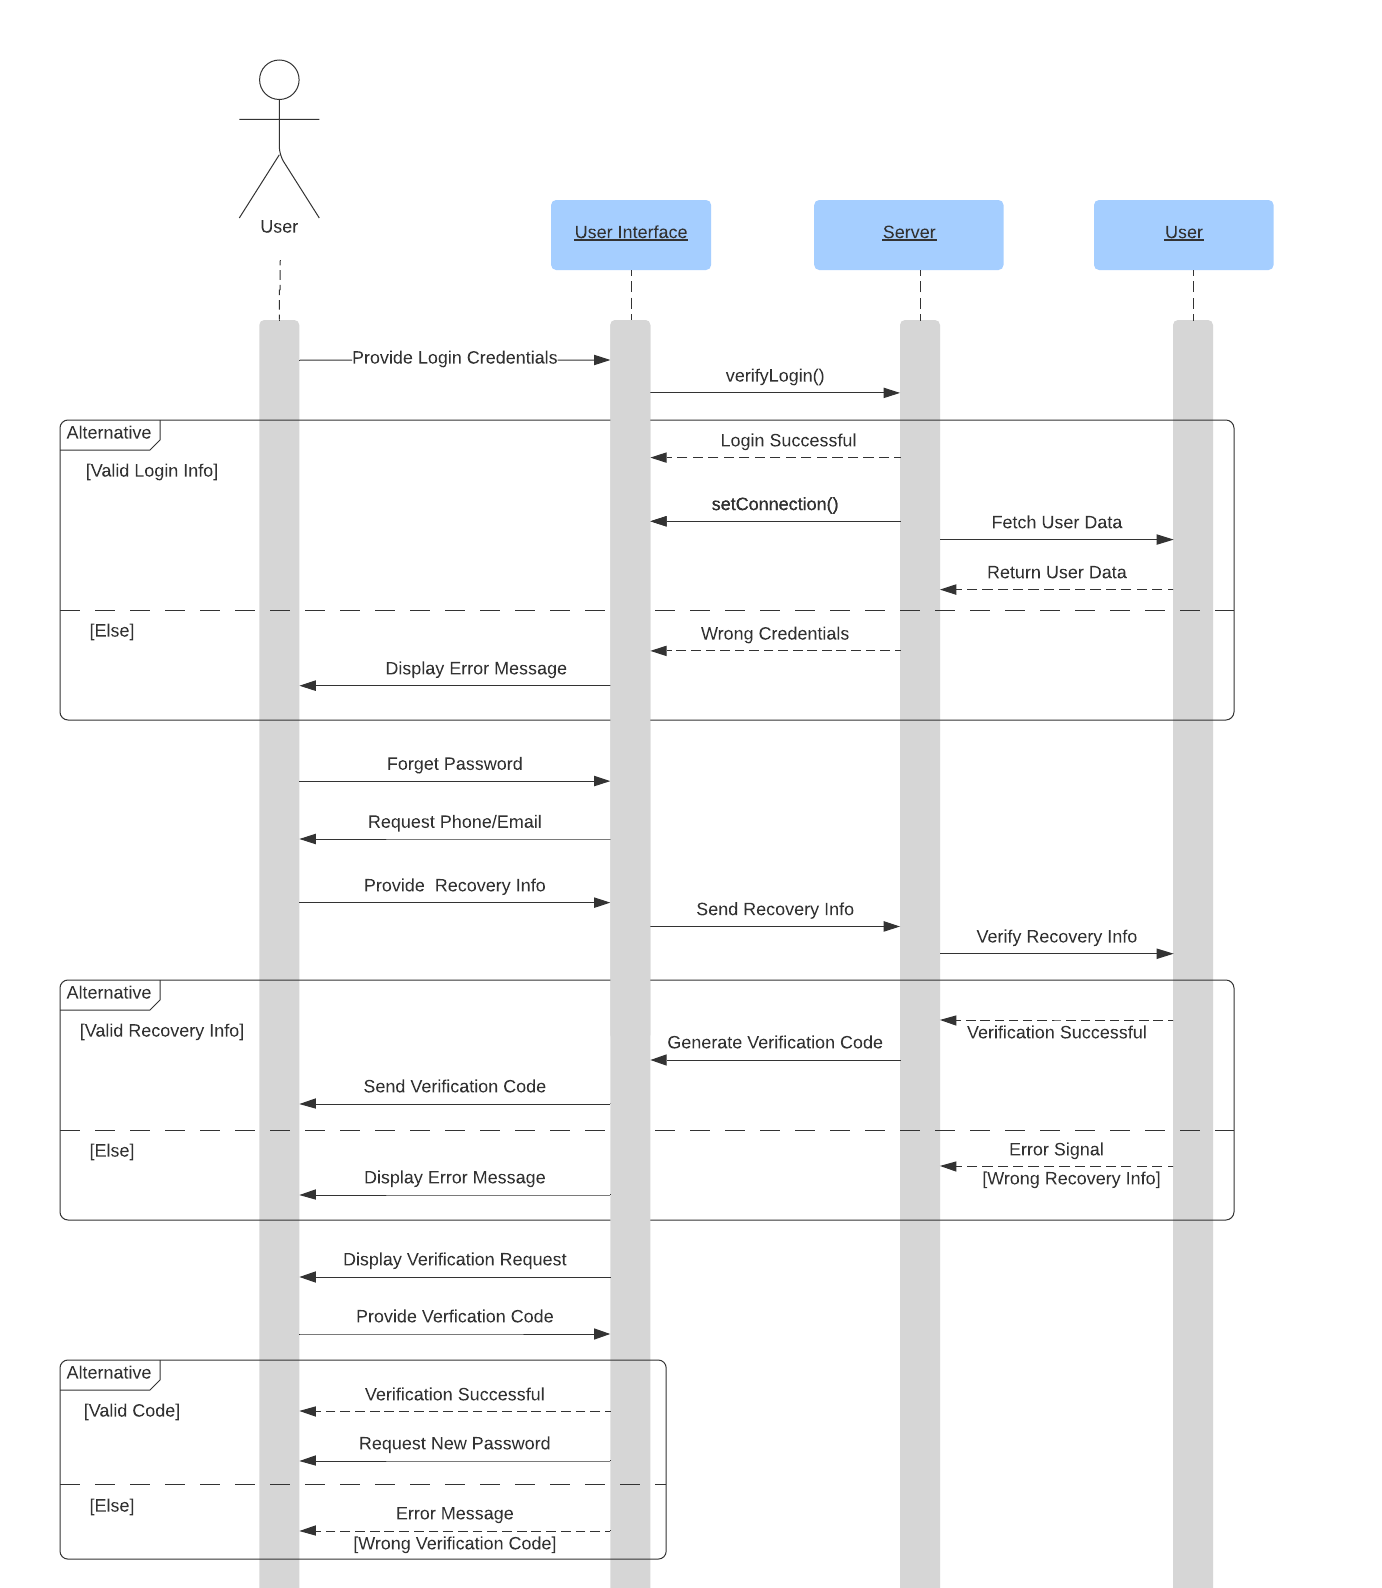 User
User Interface
Server
User
Provide Login Credentials
verifyLogin()
Alternative
[Valid Login Info]
Login Successful
setConnection()
Fetch User Data
Return User Data
[Else]
Wrong Credentials
Display Error Message
Forget Password
Request Phone/Email
Provide  Recovery Info
Send Recovery Info
Verify Recovery Info
Alternative
[Valid Recovery Info]
Verification Successful
Generate Verification Code
Send Verification Code
[Else]
Error Signal
[Wrong Recovery Info]
Display Error Message
Display Verification Request
Provide Verfication Code
Alternative
[Valid Code]
Verification Successful
Request New Password
[Else]
Error Message
[Wrong Verification Code]